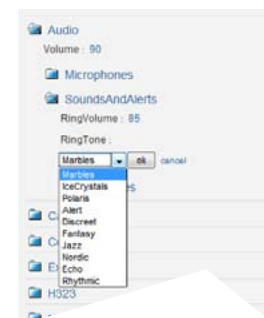 Audio
Volume : 90
Microphones
SoundsAndAlerts
RingVolume : 85
RingTone :
Marbles ok cancel
Marbles
IceCrystals
Polaris
Alert
Discreet
Fantasy
Jazz
Nordic
Echo
Rhythmic
H323